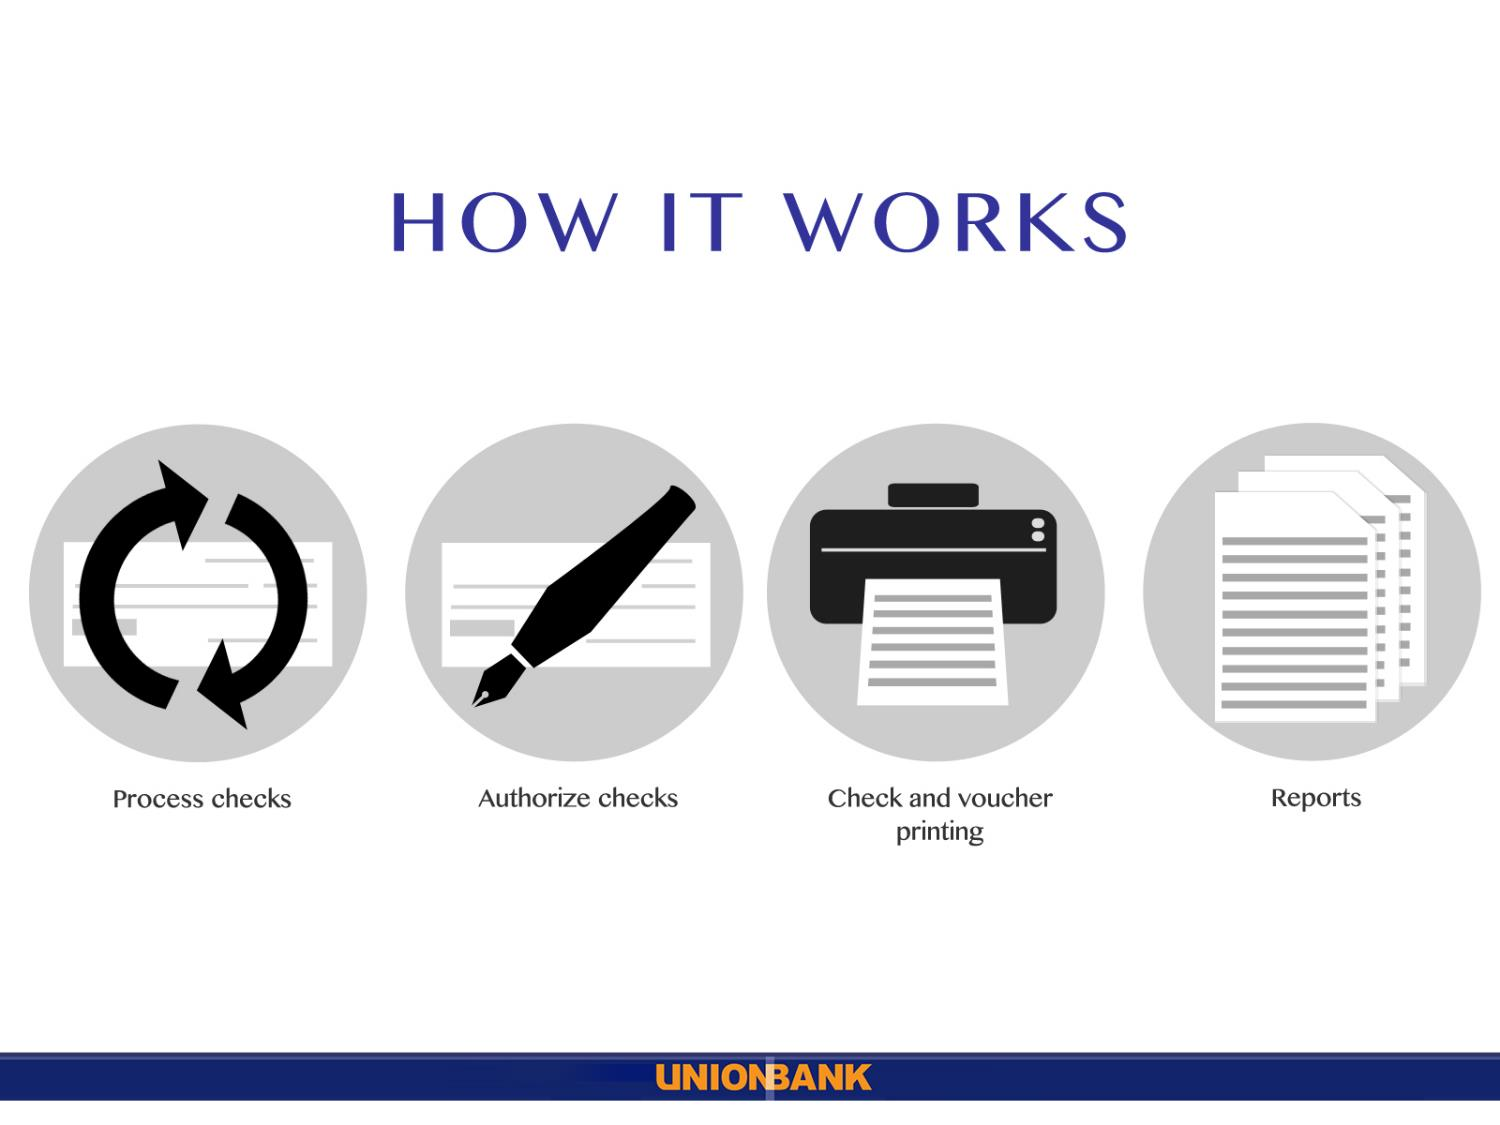 HOW IT WORKS
Process checks
Authorize checks
Check and voucher
printing
Reports
UNIONBANK